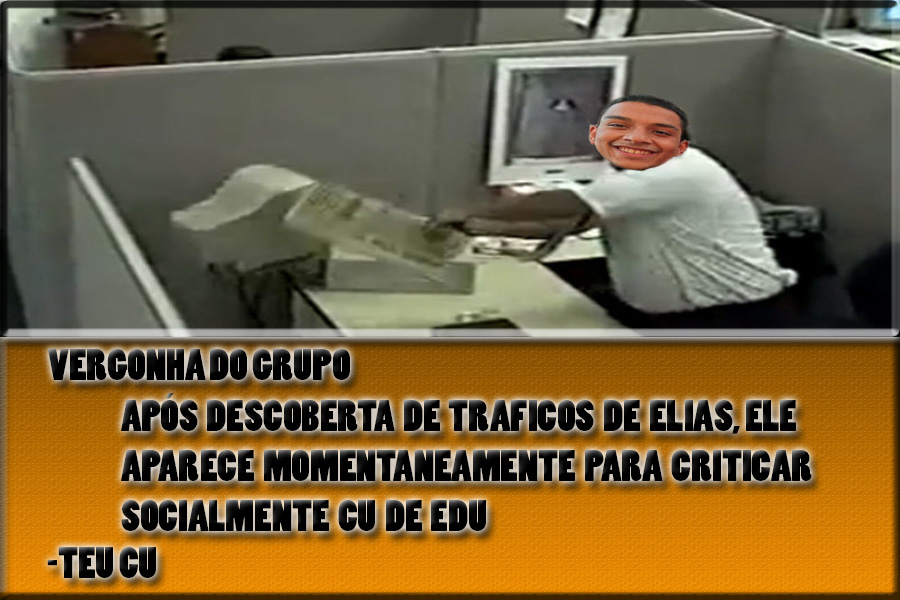 VERGONHA DO GRUPO
APÓS DESCOBERTA DE TRAFICOS DE ELIAS, ELE
APARECE MOMENTANEAMENTE PARA CRITICAR
SOCIALMENTE CU DE EDU
-TEU CU